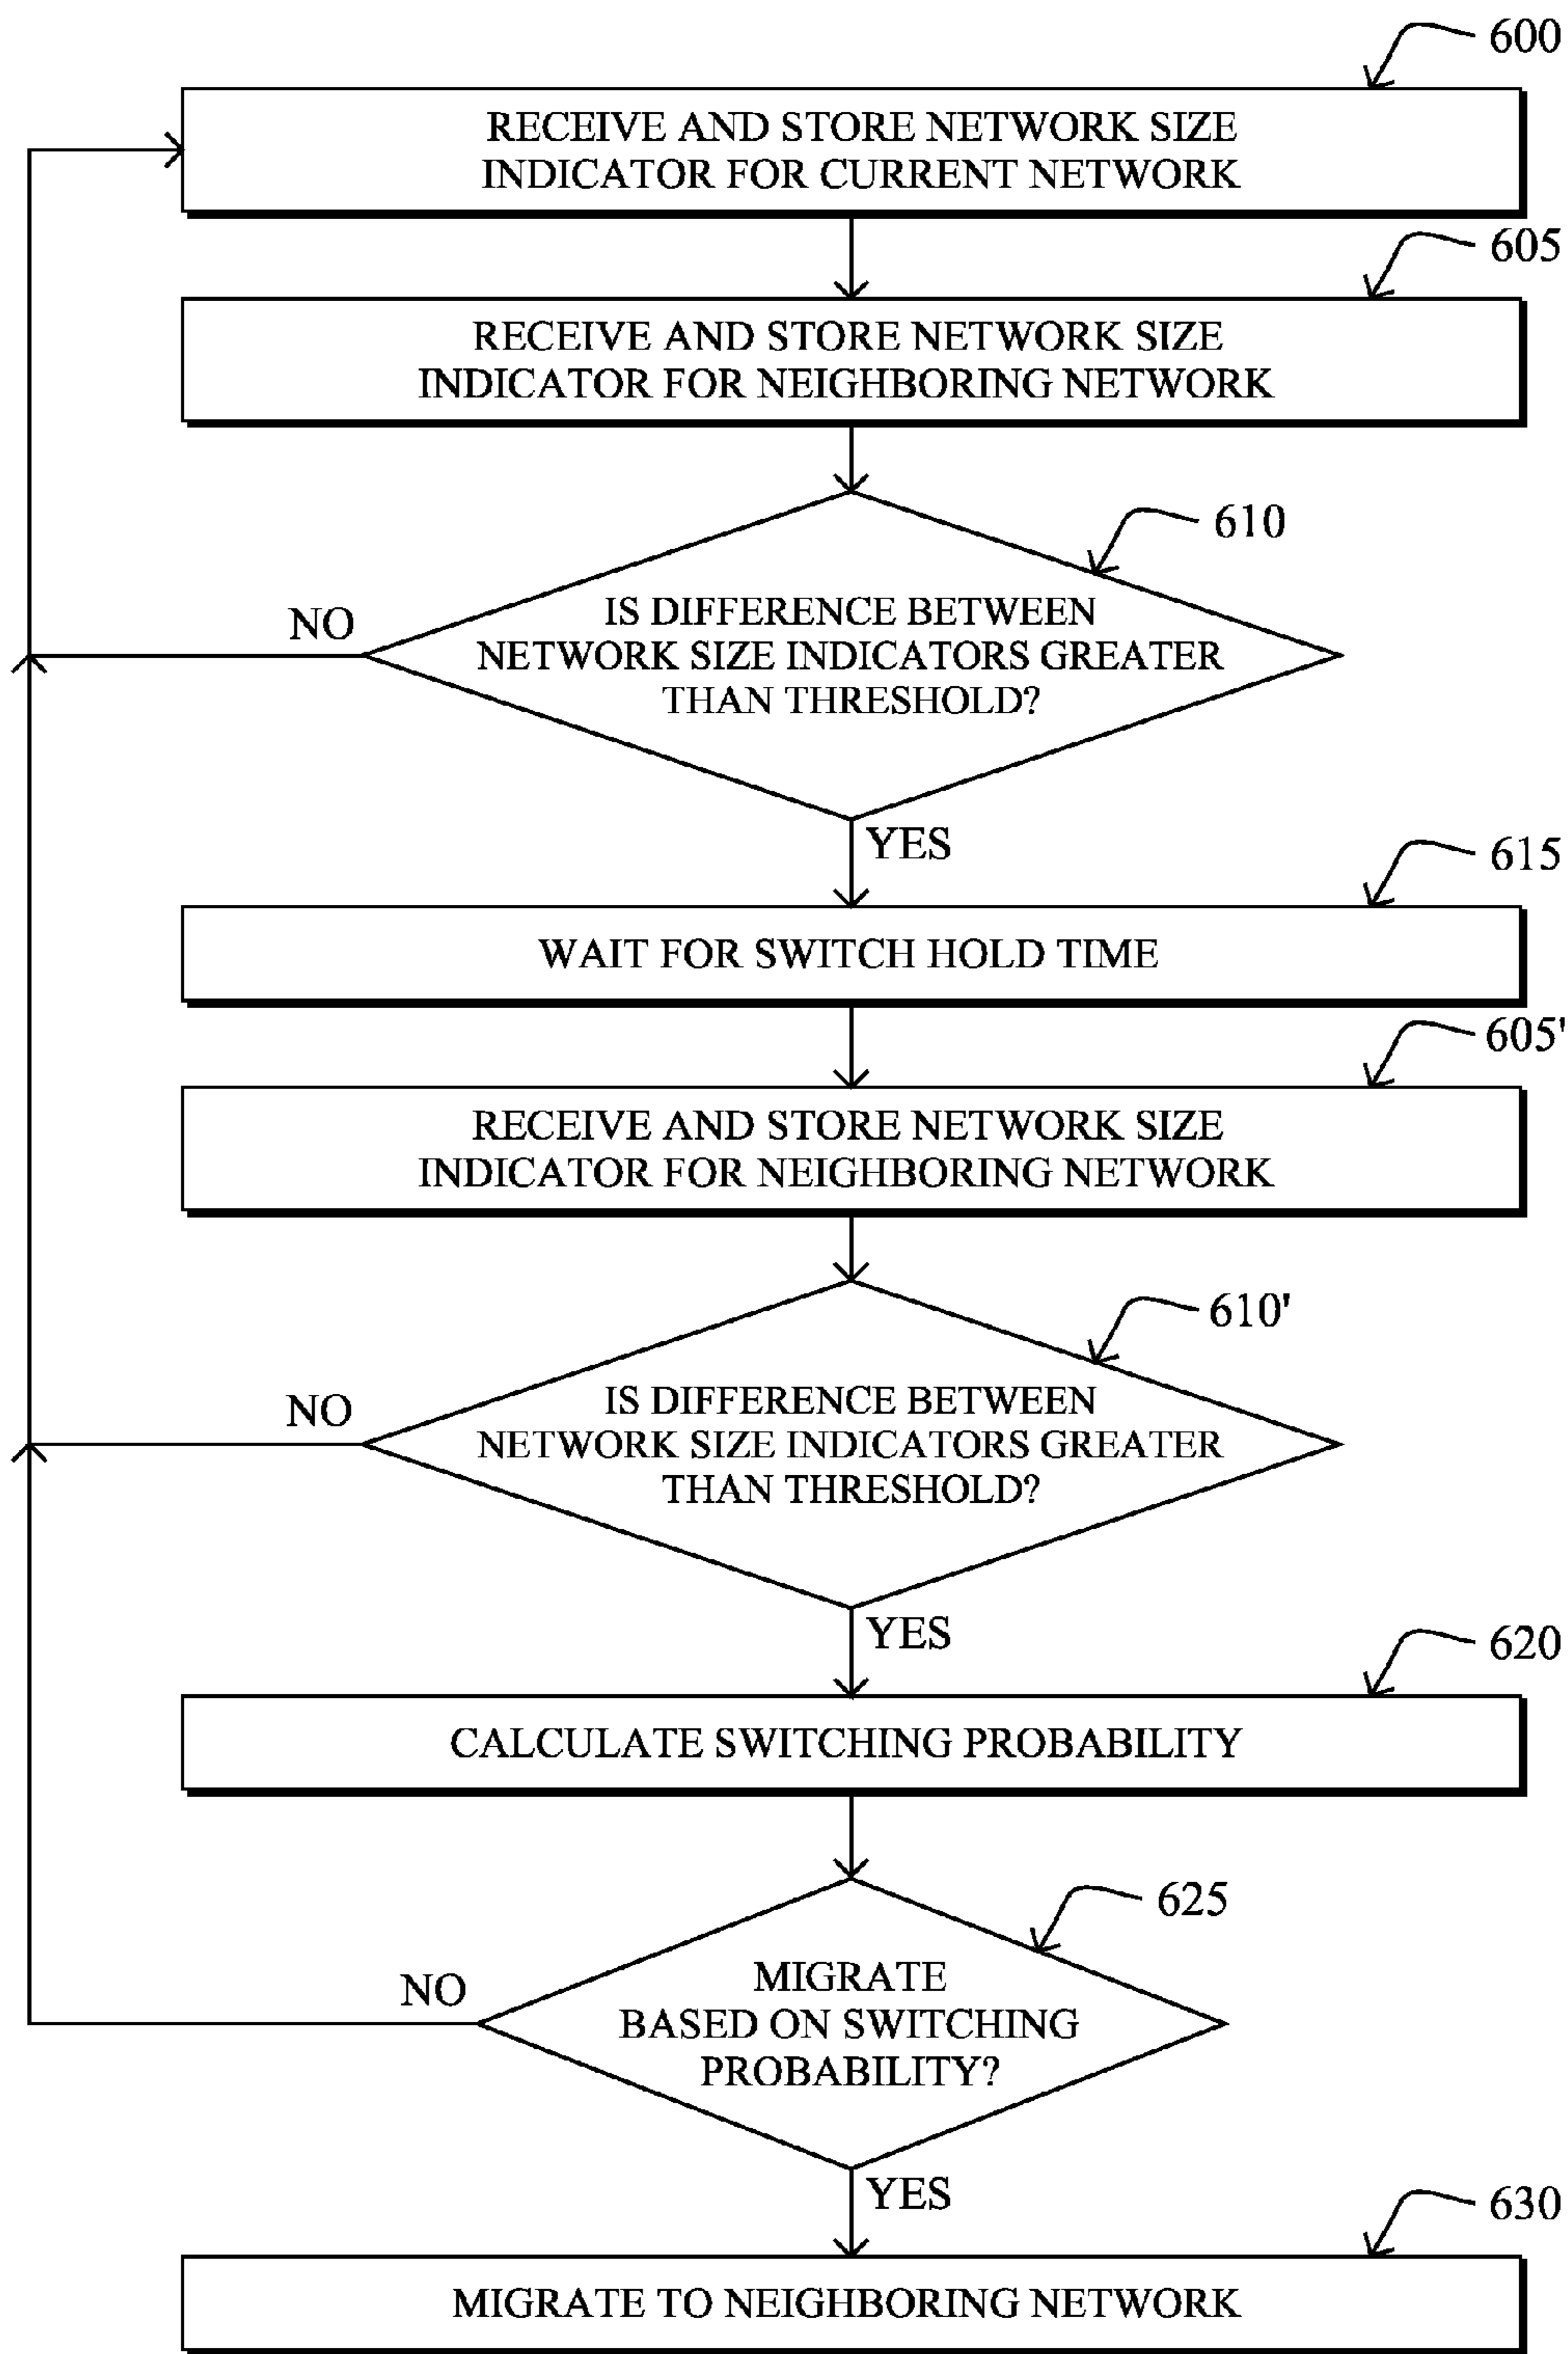 600
RECEIVE AND STORE NETWORK SIZE
INDICATOR FOR CURRENT NETWORK
605
RECEIVE AND STORE NETWORK SIZE
INDICATOR FOR NEIGHBORING NETWORK
610
IS DIFFERENCE BETWEEN
NETWORK SIZE INDICATORS GREATER
THAN THRESHOLD?
NO
YES
615
WAIT FOR SWITCH HOLD TIME
605'
RECEIVE AND STORE NETWORK SIZE
INDICATOR FOR NEIGHBORING NETWORK
610'
IS DIFFERENCE BETWEEN
NETWORK SIZE INDICATORS GREATER
THAN THRESHOLD?
NO
YES
620
CALCULATE SWITCHING PROBABILITY
625
MIGRATE
BASED ON SWITCHING
PROBABILITY?
NO
YES
630
MIGRATE TO NEIGHBORING NETWORK